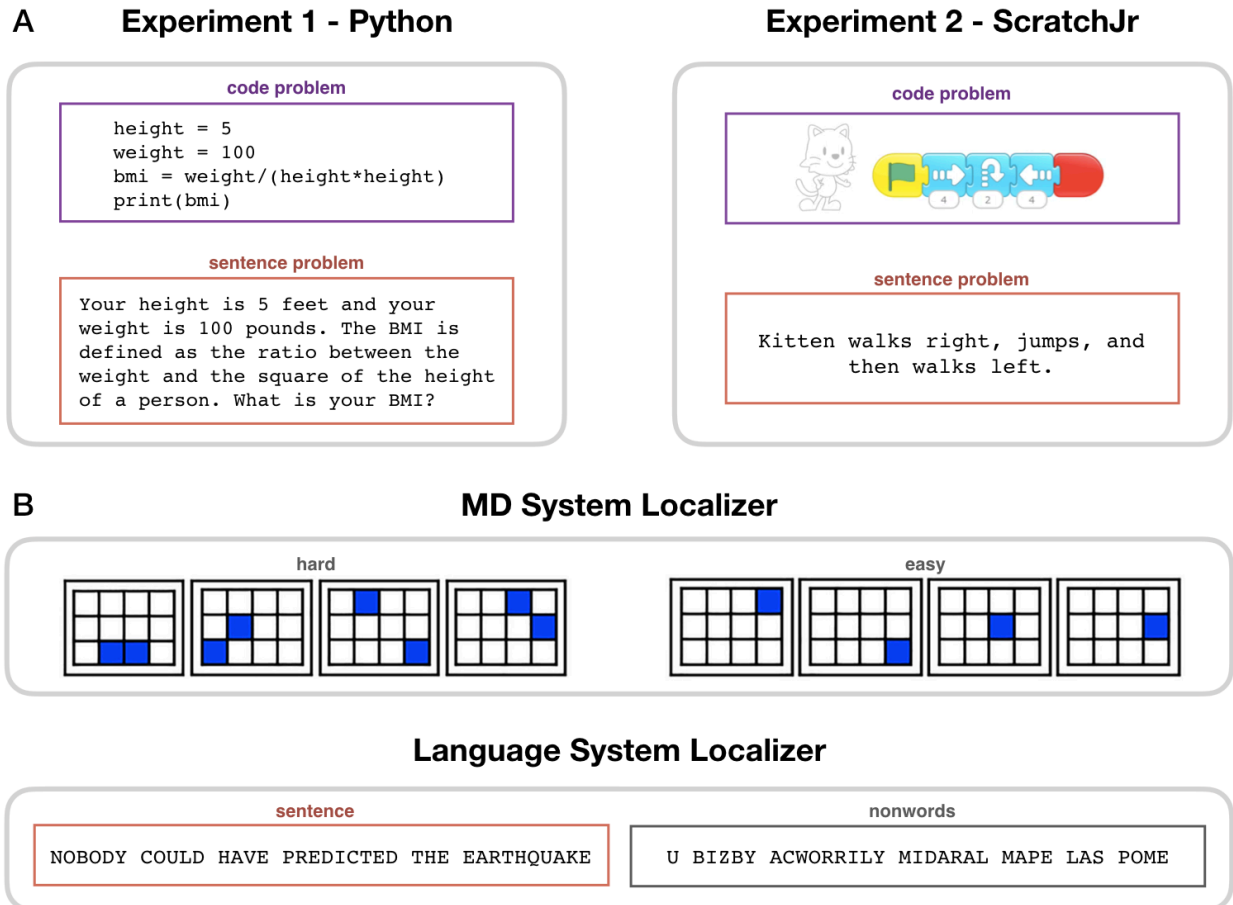 A
Experiment 1 - Python
Experiment 2 - ScratchJr
code problem
height = 5
weight = 100
bmi = weight/(height*height)
print(bmi)
sentence problem
Your height is 5 feet and your
weight is 100 pounds. The BMI is
defined as the ratio between the
weight and the square of the height
of a person. What is your BMI?
code problem
4 2 4
sentence problem
Kitten walks right, jumps, and
then walks left.
B
MD System Localizer
hard
easy
Language System Localizer
sentence
NOBODY COULD HAVE PREDICTED THE EARTHQUAKE
nonwords
U BIZBY ACWORRILY MIDARAL MAPE LAS POME